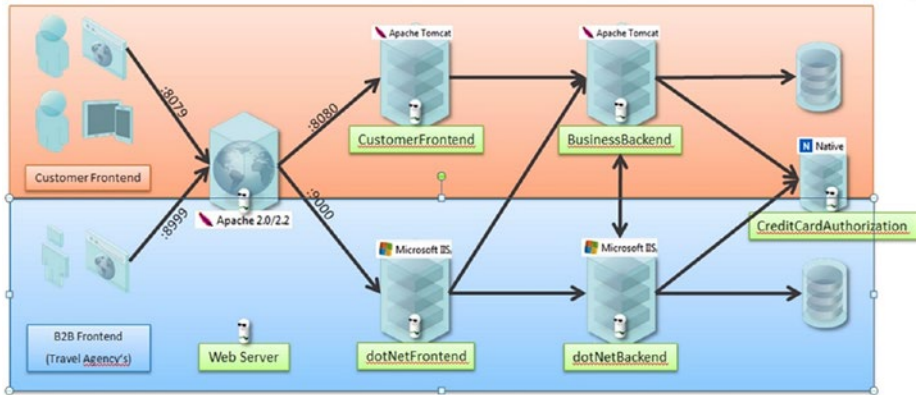 Apache Tomcat
Apache Tomcat
:8079
:8080
CustomerFrontend
BusinessBackend
Native
Customer Frontend
:8999
:9000
Apache 2.0/2.2
CreditCardAuthorization
Microsoft IIS.
Microsoft IIS.
B2B Frontend
(Travel Agency's)
Web Server
dotNetFrontend
dotNetBackend